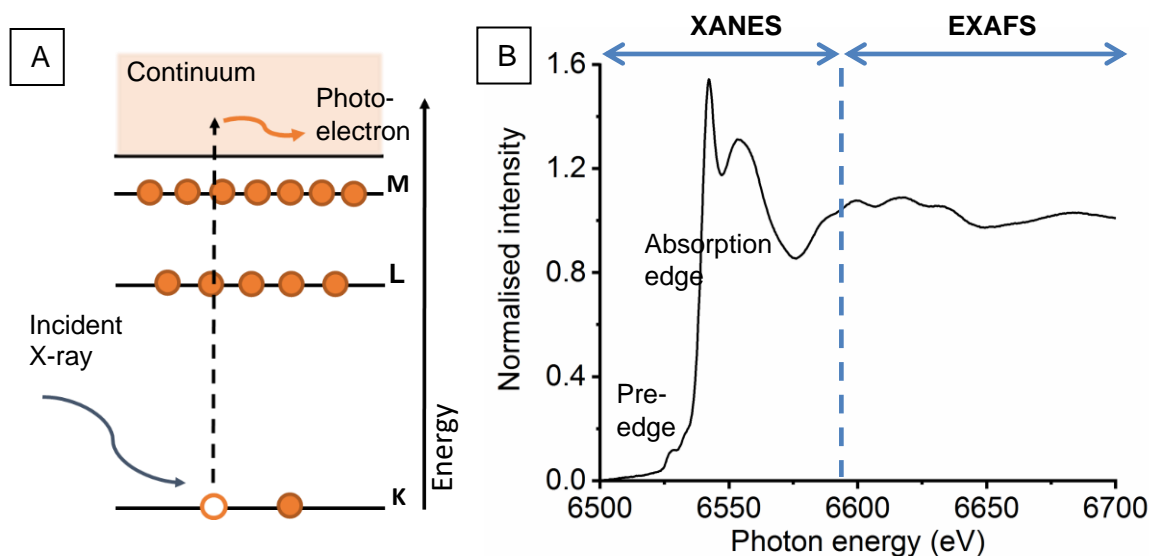 A
Continuum
Photo-
electron
M
L
Incident
X-ray
K
Energy
B
XANES
EXAFS
Normalised intensity
1.6
1.2
0.8
0.4
0.0
Absorption
edge
Pre-
edge
6500
6550
6600
6650
6700
Photon energy (eV)